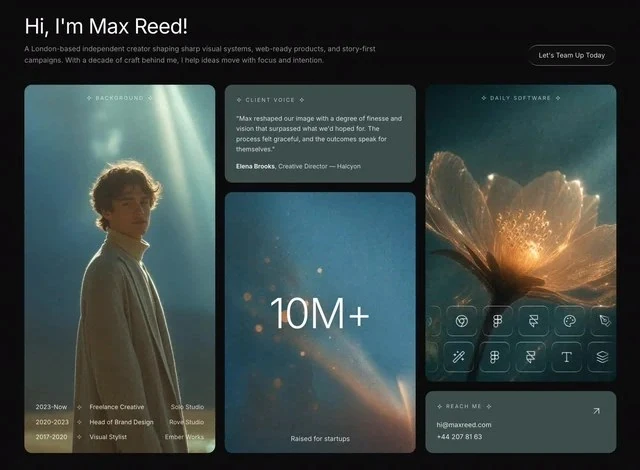 Hi, I'm Max Reed!
A London-based independent creator shaping sharp visual systems, web-ready products, and story-first
campaigns. With a decade of craft behind me, I help ideas move with focus and intention.
Let's Team Up Today
BACKGROUND
2023-Now Freelance Creative Solo Studio
2020-2023 Head of Brand Design Rove Studio
2017-2020 Visual Stylist Ember Works
CLIENT VOICE
"Max reshaped our image with a degree of finesse and
vision that surpassed what we'd hoped for. The
process felt graceful, and the outcomes speak for
themselves."
Elena Brooks, Creative Director — Halcyon
10M+
Raised for startups
DAILY SOFTWARE
REACH ME
hi@maxreed.com
+44 207 81 63